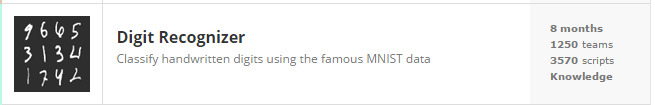 9665
3134
1742
Digit Recognizer
Classify handwritten digits using the famous MNIST data
8 months
1250 teams
3570 scripts
Knowledge